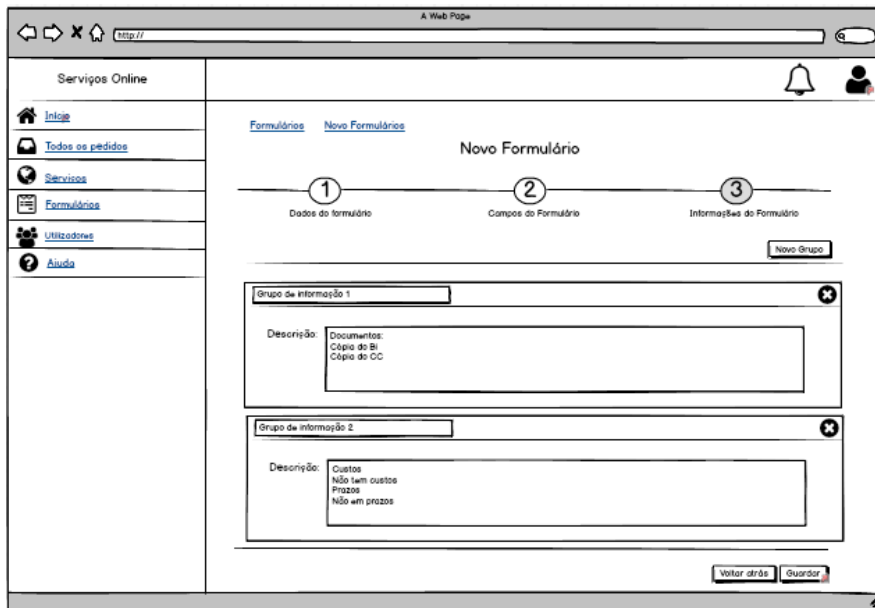 A Web Page
http://
Serviços Online
Início
Todos os pedidos
Serviços
Formulários
Utilizadores
Ajuda
Formulários Novo Formulários
Novo Formulário
1 2 3
Dados do formulário Campos do Formulário Informações do Formulário
Novo Grupo
Grupo de informação 1
Descrição:
Documentos:
Cópia do BI
Cópia do CC
Grupo de informação 2
Descrição:
Custos
Não tem custos
Prazos
Não em prazos
Voltar atrás Guardar